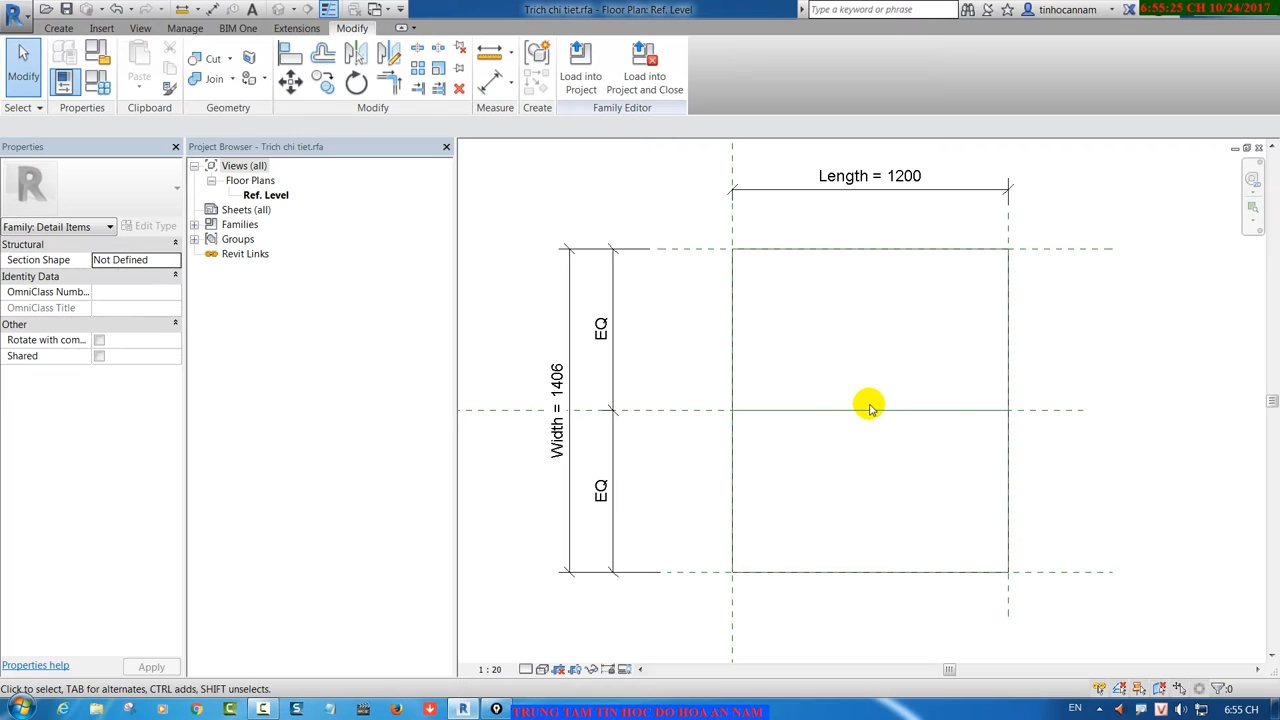 Trich chi tiet.rfa - Floor Plan: Ref. Level
Type a keyword or phrase
tinhocannam
6:55:25 CH 10/24/2017
Create
Insert
View
Manage
BIM One
Extensions
Modify
Modify
Paste
Cut
Join
Load into
Project
Load into
Project and Close
Select
Properties
Clipboard
Geometry
Modify
Measure
Create
Family Editor
Properties
Project Browser - Trich chi tiet.rfa
Views (all)
Floor Plans
Ref. Level
Sheets (all)
Families
Groups
Revit Links
Family: Detail Items
Edit Type
Structural
Section Shape
Not Defined
Identity Data
OmniClass Numb...
OmniClass Title
Other
Rotate with com...
Shared
Properties help
Apply
Length = 1200
Width = 1406
EQ
EQ
1 : 20
Click to select, TAB for alternates, CTRL adds, SHIFT unselects.
:0
TRUNG TAM TIN HOC DO HOA AN NAM
EN
6:55 CH